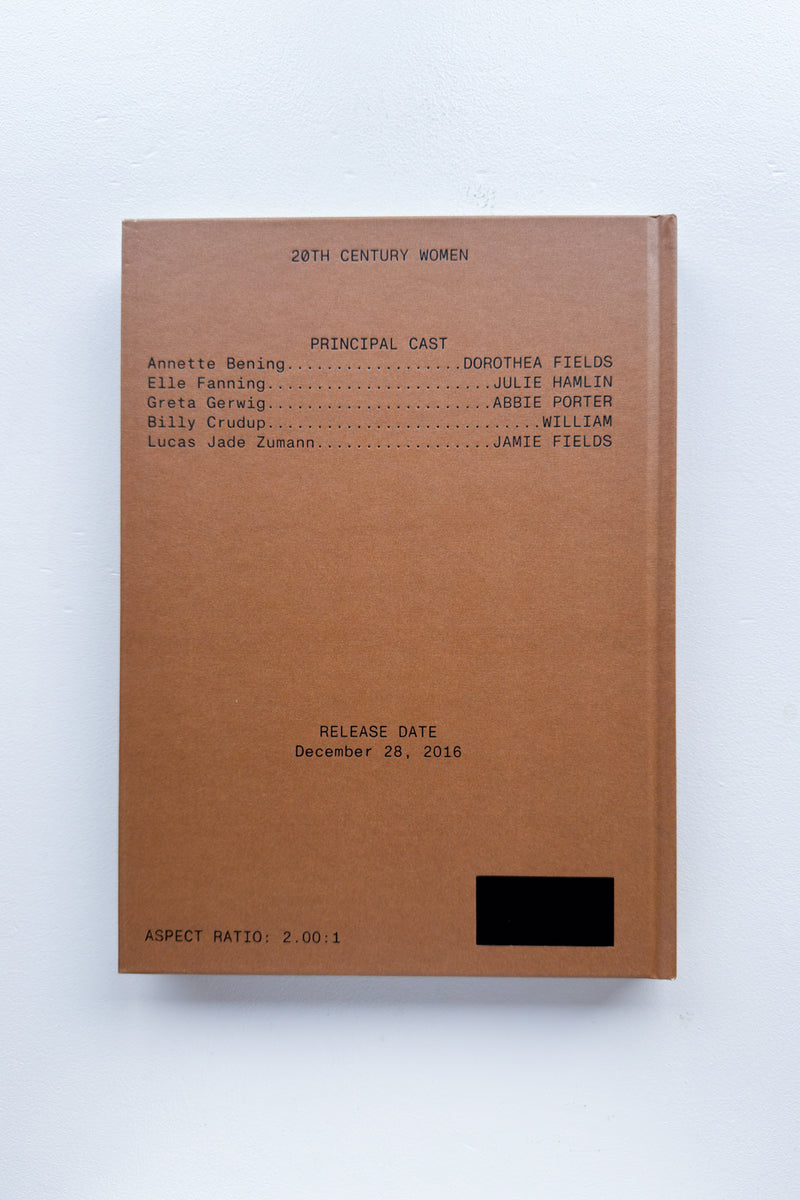 20TH CENTURY WOMEN
PRINCIPAL CAST
Annette Bening..................DOROTHEA FIELDS
Elle Fanning.......................JULIE HAMLIN
Greta Gerwig.......................ABBIE PORTER
Billy Crudup............................WILLIAM
Lucas Jade Zumann..................JAMIE FIELDS
RELEASE DATE
December 28, 2016
ASPECT RATIO: 2.00:1